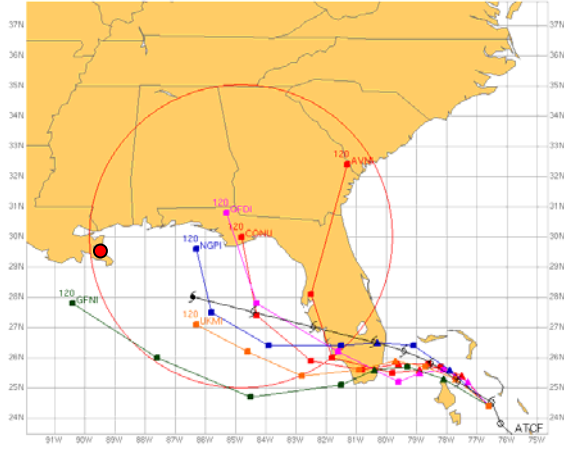 37N 37N
36N 36N
35N 35N
34N 34N
33N 33N
120 AVNI
32N 32N
31N 31N
120 GFDI
120 CONU
30N 30N
120 NGPI
29N 29N
120 GFNI
28N 28N
120 UKMI
27N 27N
26N 26N
25N 25N
24N 24N
ATCF
91W 90W 89W 88W 87W 86W 85W 84W 83W 82W 81W 80W 79W 78W 77W 76W 75W